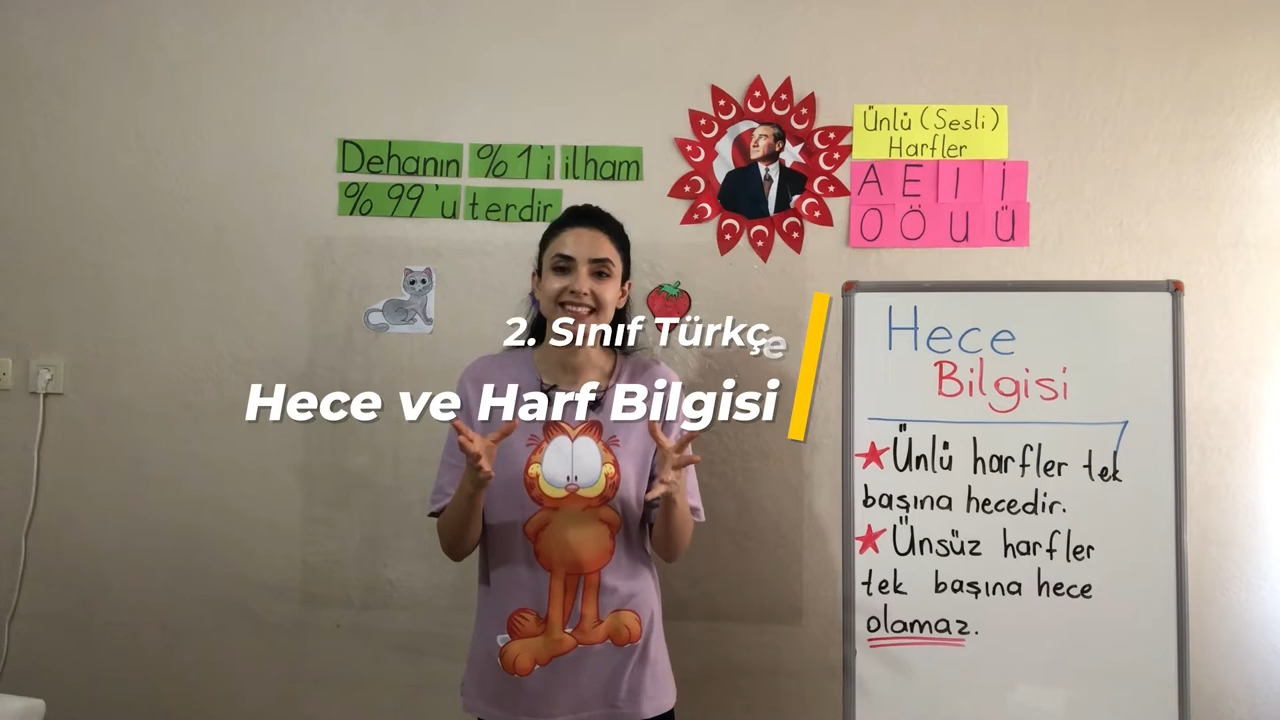 Dehanın %1'i ilham
%99'u terdir
Ünlü (Sesli)
Harfler
A E I İ
O Ö U Ü
2. Sınıf Türkçe
Hece ve Harf Bilgisi
Hece
Bilgisi
★Ünlü harfler tek
başına hecedir.
★Ünsüz harfler
tek başına hece
olamaz.